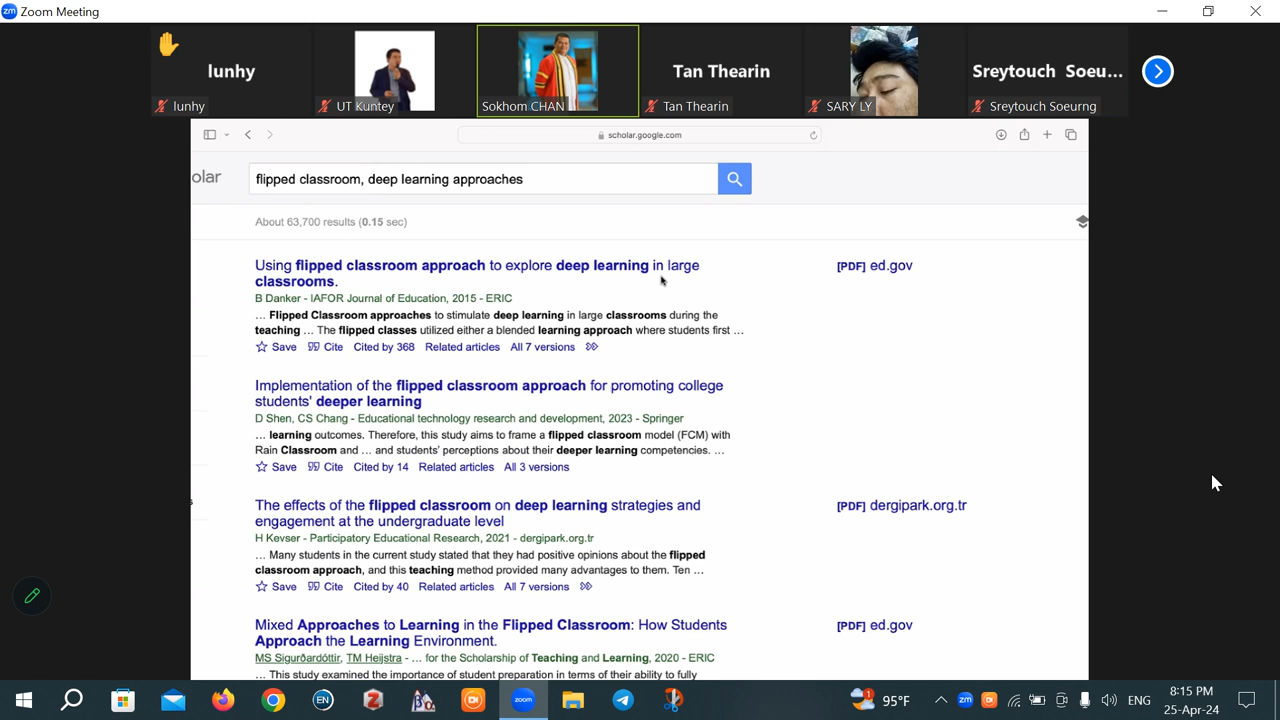 Zoom Meeting
lunhy
Tan Thearin
Sreytouch Soeu...
lunhy
UT Kuntey
Sokhom CHAN
Tan Thearin
SARY LY
Sreytouch Soeurng
scholar.google.com
olar
flipped classroom, deep learning approaches
About 63,700 results (0.15 sec)
Using flipped classroom approach to explore deep learning in large
classrooms.
[PDF] ed.gov
B Danker - IAFOR Journal of Education, 2015 - ERIC
... Flipped Classroom approaches to stimulate deep learning in large classrooms during the
teaching ... The flipped classes utilized either a blended learning approach where students first ...
Save Cite Cited by 368 Related articles All 7 versions
Implementation of the flipped classroom approach for promoting college
students' deeper learning
D Shen, CS Chang - Educational technology research and development, 2023 - Springer
... learning outcomes. Therefore, this study aims to frame a flipped classroom model (FCM) with
Rain Classroom and ... and students' perceptions about their deeper learning competencies. ...
Save Cite Cited by 14 Related articles All 3 versions
The effects of the flipped classroom on deep learning strategies and
engagement at the undergraduate level
[PDF] dergipark.org.tr
H Kevser - Participatory Educational Research, 2021 - dergipark.org.tr
... Many students in the current study stated that they had positive opinions about the flipped
classroom approach, and this teaching method provided many advantages to them. Ten ...
Save Cite Cited by 40 Related articles All 7 versions
Mixed Approaches to Learning in the Flipped Classroom: How Students
Approach the Learning Environment.
[PDF] ed.gov
MS Sigurðardóttir, TM Heijstra - ... for the Scholarship of Teaching and Learning, 2020 - ERIC
... This study examined the importance of student preparation in terms of their ability to fully
95°F
ENG
8:15 PM
25-Apr-24